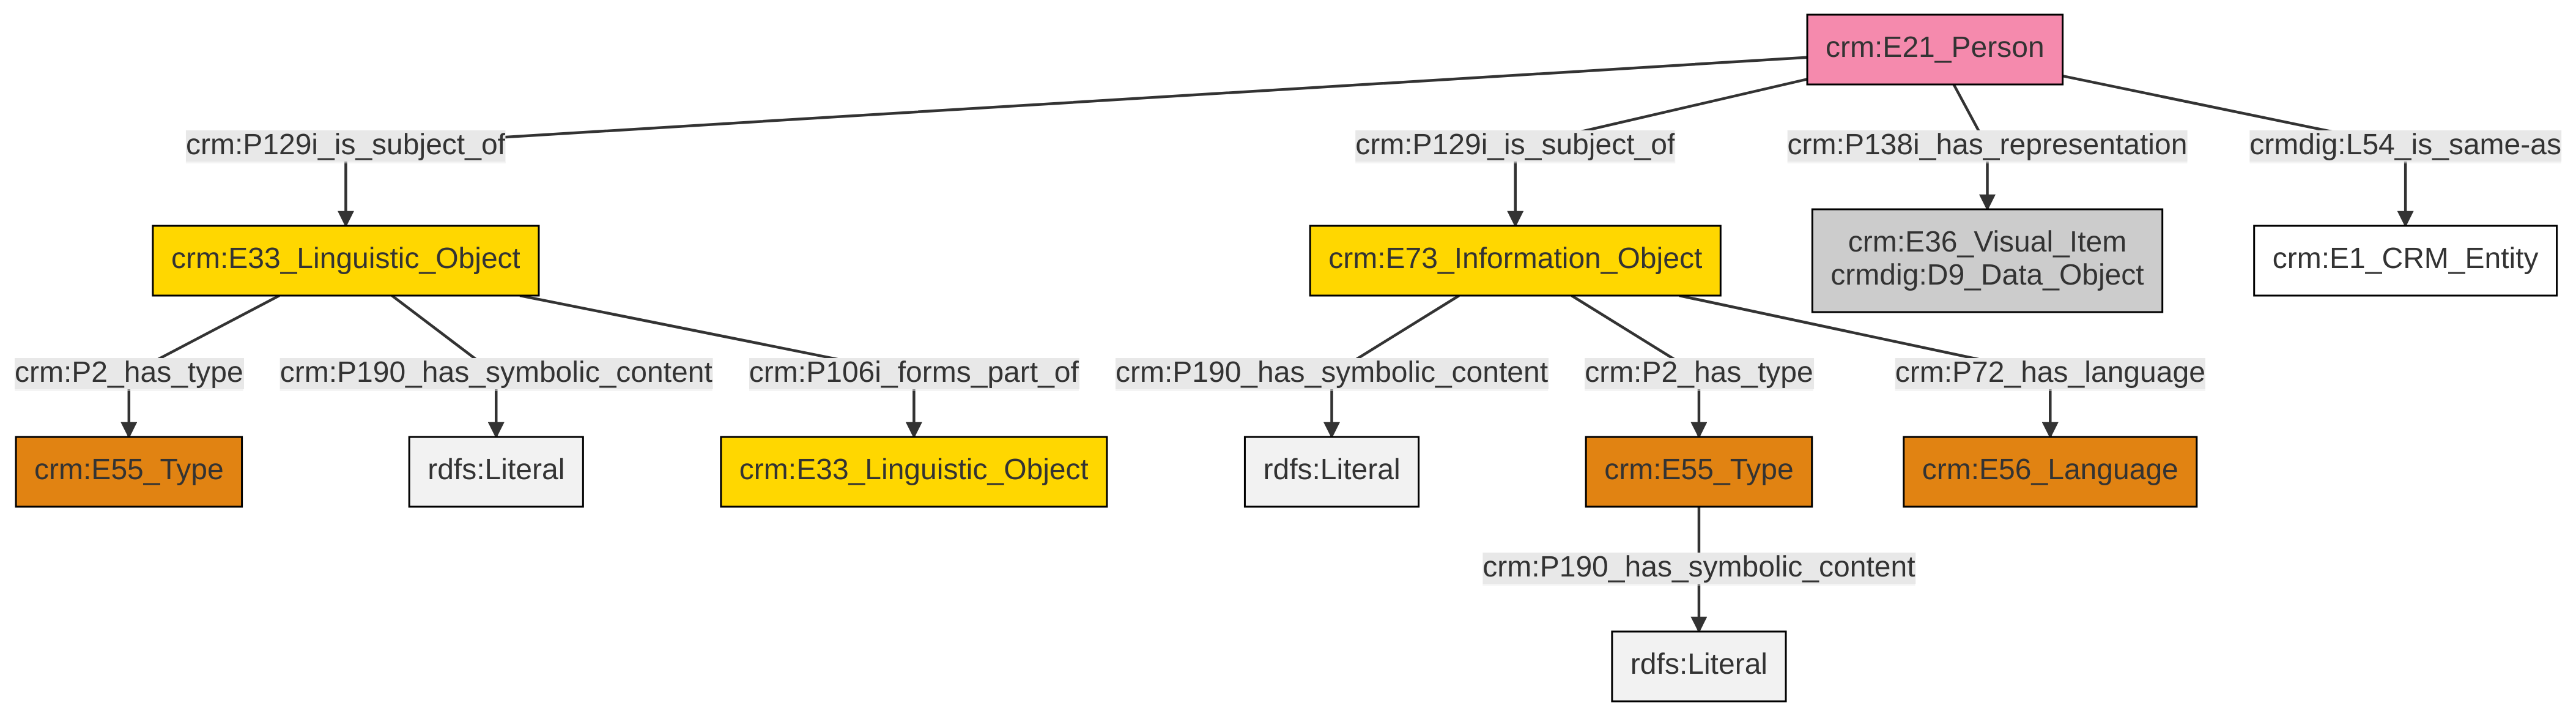 crm:E21_Person
crm:P129i_is_subject_of
crm:P129i_is_subject_of
crm:P138i_has_representation
crmdig:L54_is_same-as
crm:E33_Linguistic_Object
crm:E73_Information_Object
crm:E36_Visual_Item
crmdig:D9_Data_Object
crm:E1_CRM_Entity
crm:P2_has_type
crm:P190_has_symbolic_content
crm:P106i_forms_part_of
crm:P190_has_symbolic_content
crm:P2_has_type
crm:P72_has_language
crm:E55_Type
rdfs:Literal
crm:E33_Linguistic_Object
rdfs:Literal
crm:E55_Type
crm:E56_Language
crm:P190_has_symbolic_content
rdfs:Literal